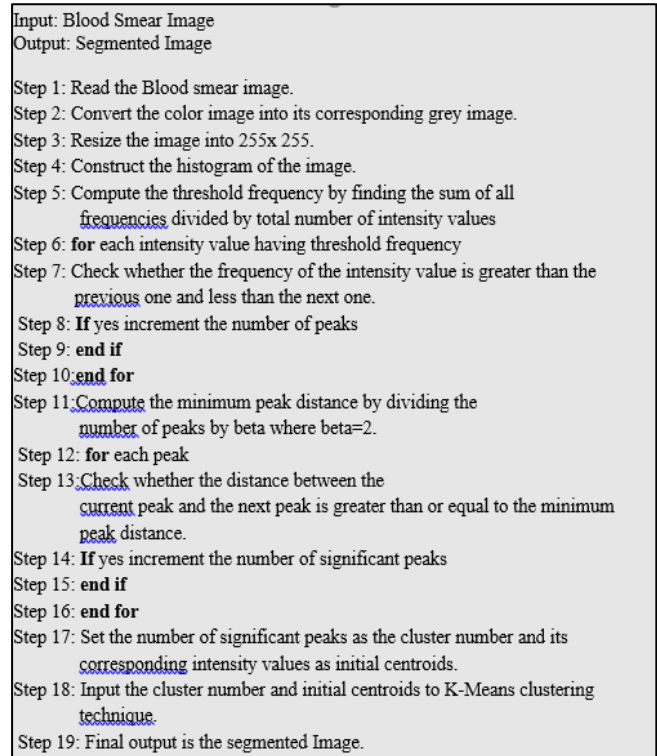 Input: Blood Smear Image
Output: Segmented Image
Step 1: Read the Blood smear image.
Step 2: Convert the color image into its corresponding grey image.
Step 3: Resize the image into 255x 255.
Step 4: Construct the histogram of the image.
Step 5: Compute the threshold frequency by finding the sum of all
frequencies divided by total number of intensity values
Step 6: for each intensity value having threshold frequency
Step 7: Check whether the frequency of the intensity value is greater than the
previous one and less than the next one.
Step 8: If yes increment the number of peaks
Step 9: end if
Step 10:end for
Step 11:Compute the minimum peak distance by dividing the
number of peaks by beta where beta=2.
Step 12: for each peak
Step 13:Check whether the distance between the
current peak and the next peak is greater than or equal to the minimum
peak distance.
Step 14: If yes increment the number of significant peaks
Step 15: end if
Step 16: end for
Step 17: Set the number of significant peaks as the cluster number and its
corresponding intensity values as initial centroids.
Step 18: Input the cluster number and initial centroids to K-Means clustering
technique.
Step 19: Final output is the segmented Image.